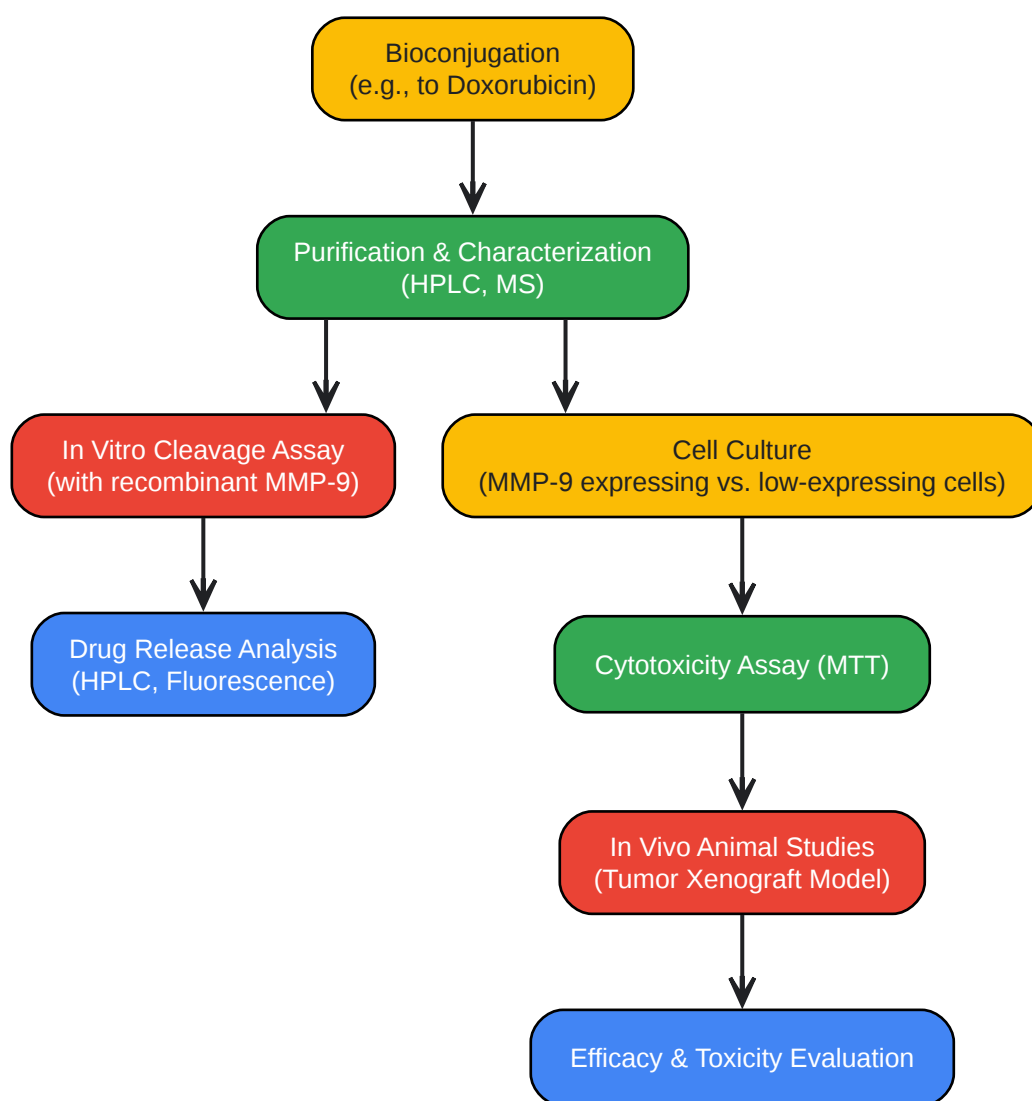 Bioconjugation
(e.g., to Doxorubicin)
Purification & Characterization
(HPLC, MS)
In Vitro Cleavage Assay
(with recombinant MMP-9)
Cell Culture
(MMP-9 expressing vs. low-expressing cells)
Drug Release Analysis
(HPLC, Fluorescence)
Cytotoxicity Assay (MTT)
In Vivo Animal Studies
(Tumor Xenograft Model)
Efficacy & Toxicity Evaluation